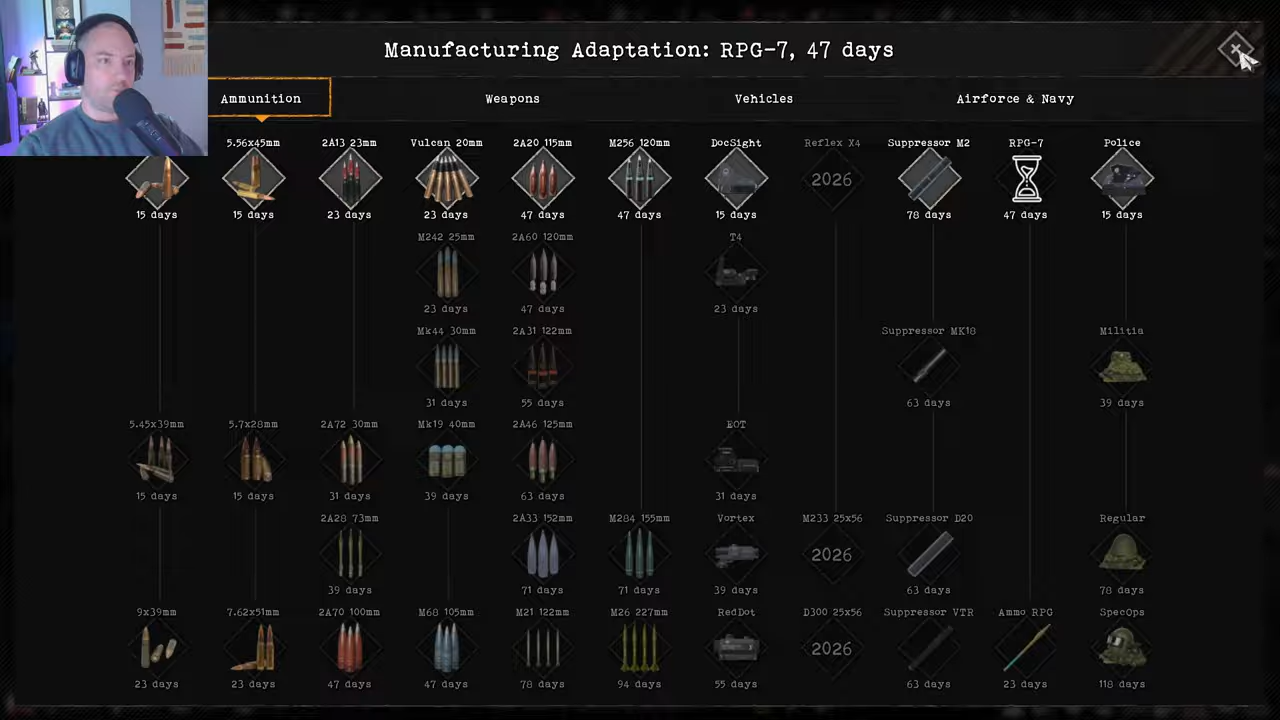 Manufacturing Adaptation: RPG-7, 47 days
Ammunition
Weapons
Vehicles
Airforce & Navy
5.56x45mm
2A13 23mm
Vulcan 20mm
2A20 115mm
M256 120mm
DocSight
Reflex X4
Suppressor M2
RPG-7
Police
2026
15 days
15 days
23 days
23 days
47 days
47 days
15 days
78 days
47 days
15 days
M242 25mm
2A60 120mm
T4
23 days
47 days
23 days
Mk44 30mm
2A31 122mm
Suppressor MK18
Militia
31 days
55 days
63 days
39 days
5.45x39mm
5.7x28mm
2A72 30mm
Mk19 40mm
2A46 125mm
EOT
15 days
15 days
31 days
39 days
63 days
31 days
2A28 73mm
2A33 152mm
M284 155mm
Vortex
M233 25x56
Suppressor D20
Regular
2026
39 days
71 days
71 days
39 days
63 days
78 days
9x39mm
7.62x51mm
2A70 100mm
M68 105mm
M21 122mm
M26 227mm
RedDot
D300 25x56
Suppressor VTR
Ammo RPG
SpecOps
2026
23 days
23 days
47 days
47 days
78 days
94 days
55 days
63 days
23 days
118 days